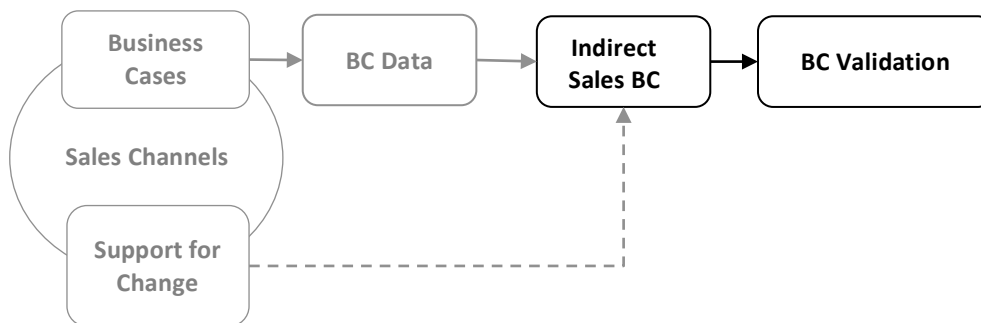 Business
Cases
BC Data
Indirect
Sales BC
BC Validation
Sales Channels
Support for
Change